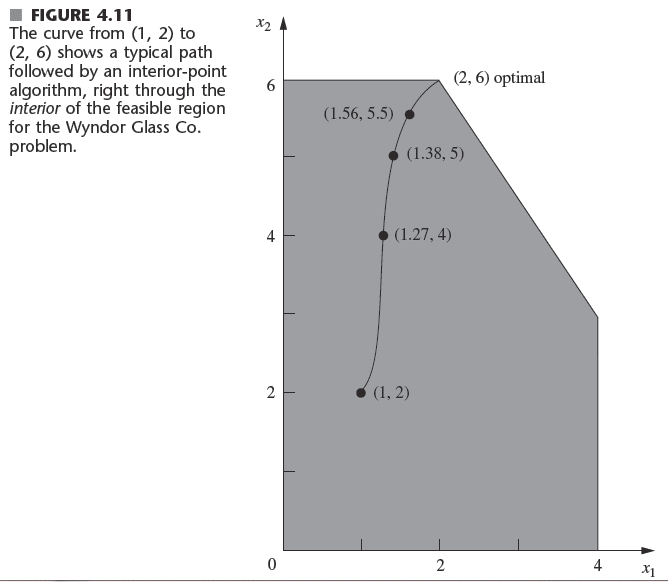 FIGURE 4.11
The curve from (1, 2) to
(2, 6) shows a typical path
followed by an interior-point
algorithm, right through the
interior of the feasible region
for the Wyndor Glass Co.
problem.
x2
6
(2, 6) optimal
(1.56, 5.5)
(1.38, 5)
4
(1.27, 4)
2
(1, 2)
0
2
4
x1